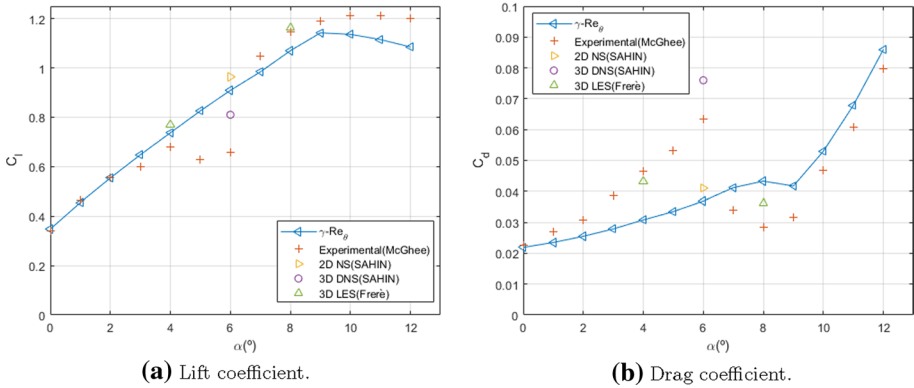 1.2
1
0.8
0.6
0.4
0.2
0
0 2 4 6 8 10 12
C_l
α(º)
γ-Re_θ
Experimental(McGhee)
2D NS(SAHIN)
3D DNS(SAHIN)
3D LES(Frerè)
(a) Lift coefficient.
0.1
0.09
0.08
0.07
0.06
0.05
0.04
0.03
0.02
0.01
0
0 2 4 6 8 10 12
C_d
α(º)
γ-Re_θ
Experimental(McGhee)
2D NS(SAHIN)
3D DNS(SAHIN)
3D LES(Frerè)
(b) Drag coefficient.